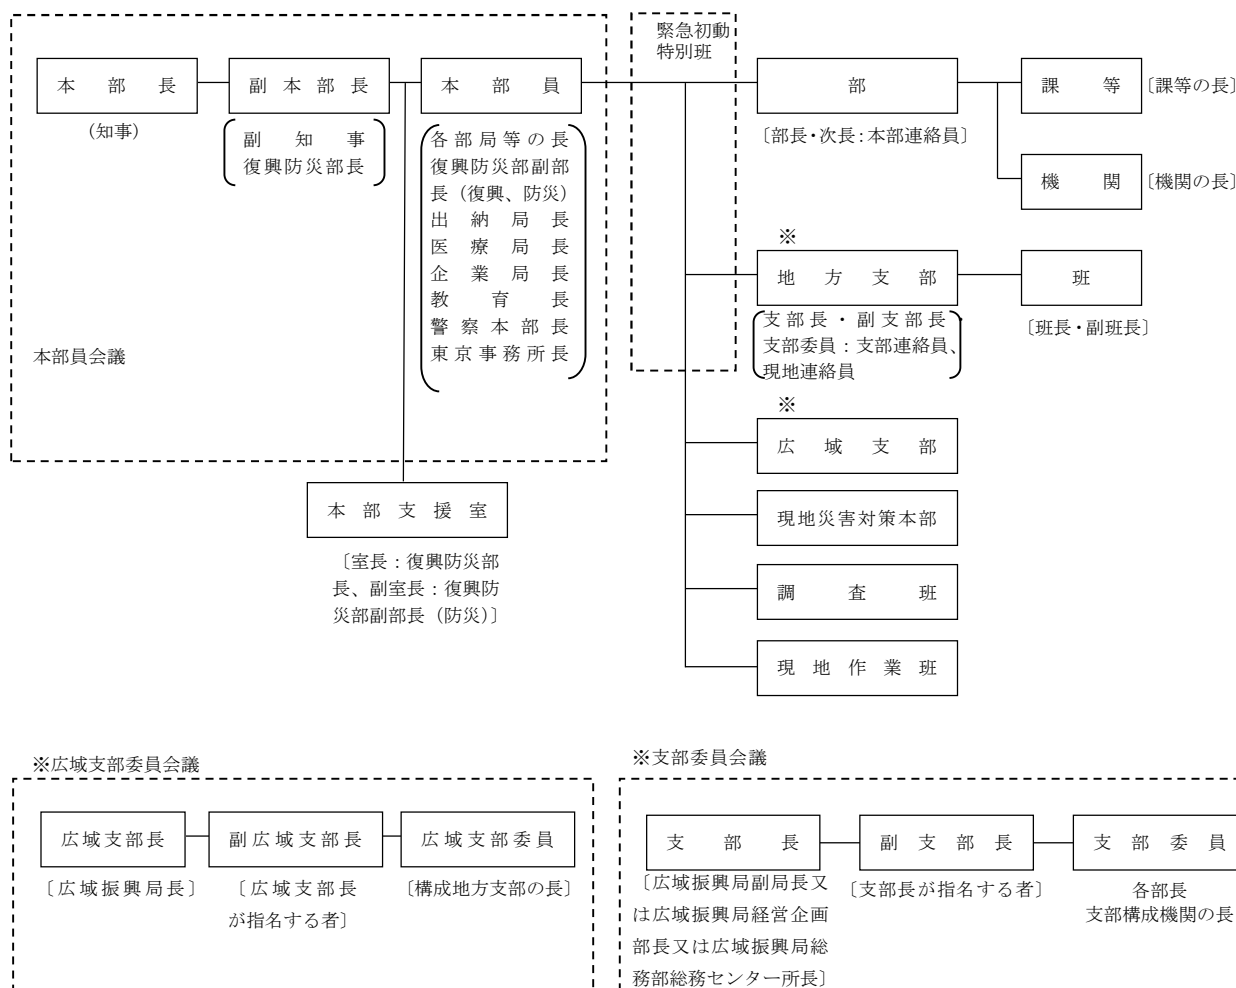 緊急初動
特別班
本部長
副本部長
本部員
部
課等
〔課等の長〕
(知事)
副知事
復興防災部長
各部局等の長
復興防災部副部
長(復興、防災)
出納局長
医療局長
企業局長
教育長
警察本部長
東京事務所長
〔部長・次長:本部連絡員〕
機関
〔機関の長〕
※
地方支部
班
支部長・副支部長・
支部委員:支部連絡員、
現地連絡員
〔班長・副班長〕
本部員会議
※
広域支部
本部支援室
〔室長:復興防災部
長、副室長:復興防
災部副部長(防災)〕
現地災害対策本部
調査班
現地作業班
※広域支部委員会議
広域支部長
副広域支部長
広域支部委員
〔広域振興局長〕
〔広域支部長
が指名する者〕
〔構成地方支部の長〕
※支部委員会議
支部長
副支部長
支部委員
〔広域振興局副局長又
は広域振興局経営企画
部長又は広域振興局総
務部総務センター所長〕
〔支部長が指名する者〕
各部長
支部構成機関の長